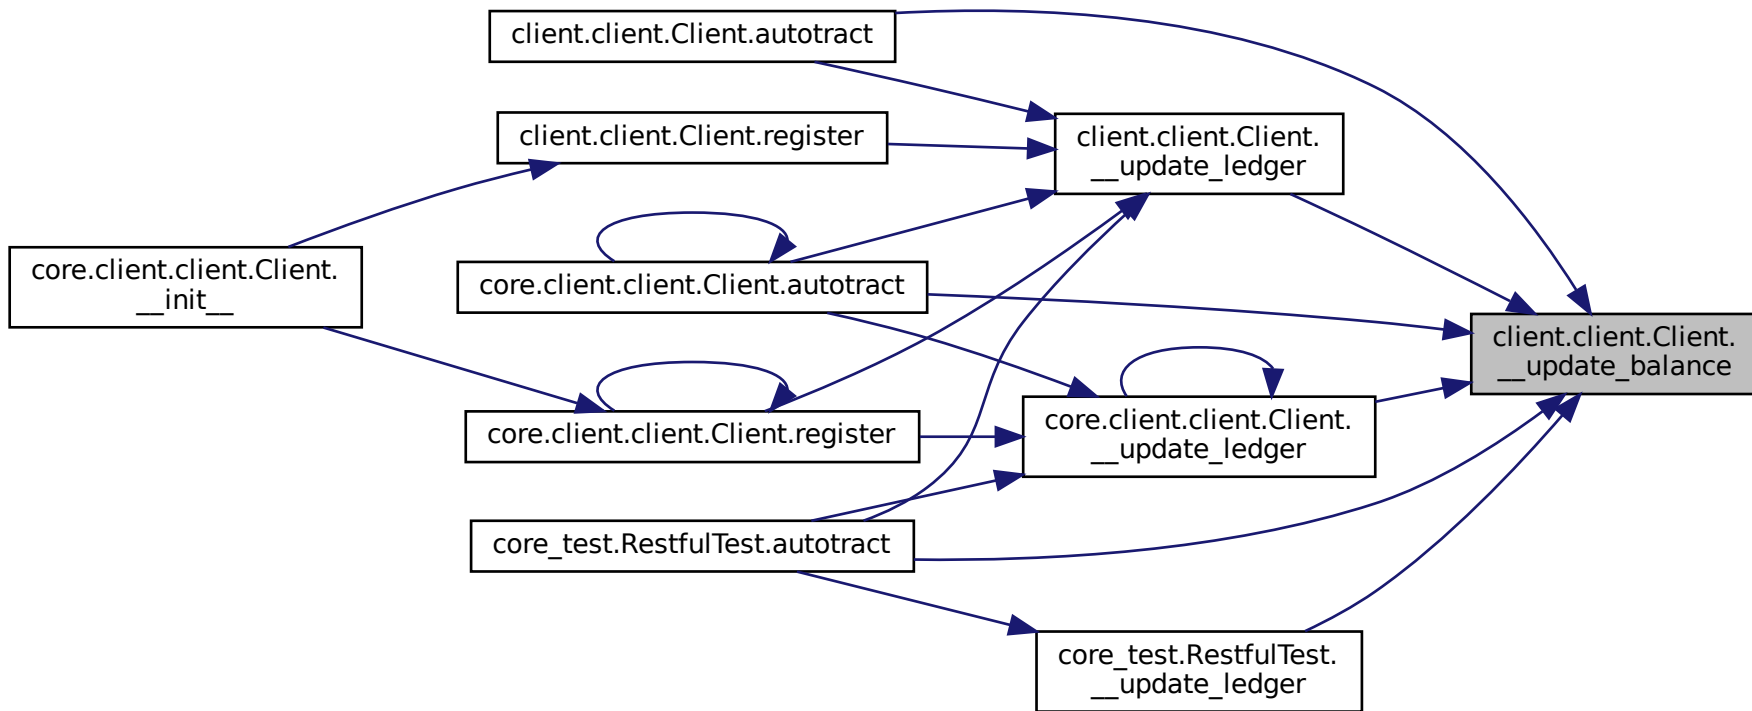 client.client.Client.autotract
client.client.Client.register
client.client.Client.
__update_ledger
core.client.client.Client.
__init__
core.client.client.Client.autotract
client.client.Client.
__update_balance
core.client.client.Client.register
core.client.client.Client.
__update_ledger
core_test.RestfulTest.autotract
core_test.RestfulTest.
__update_ledger